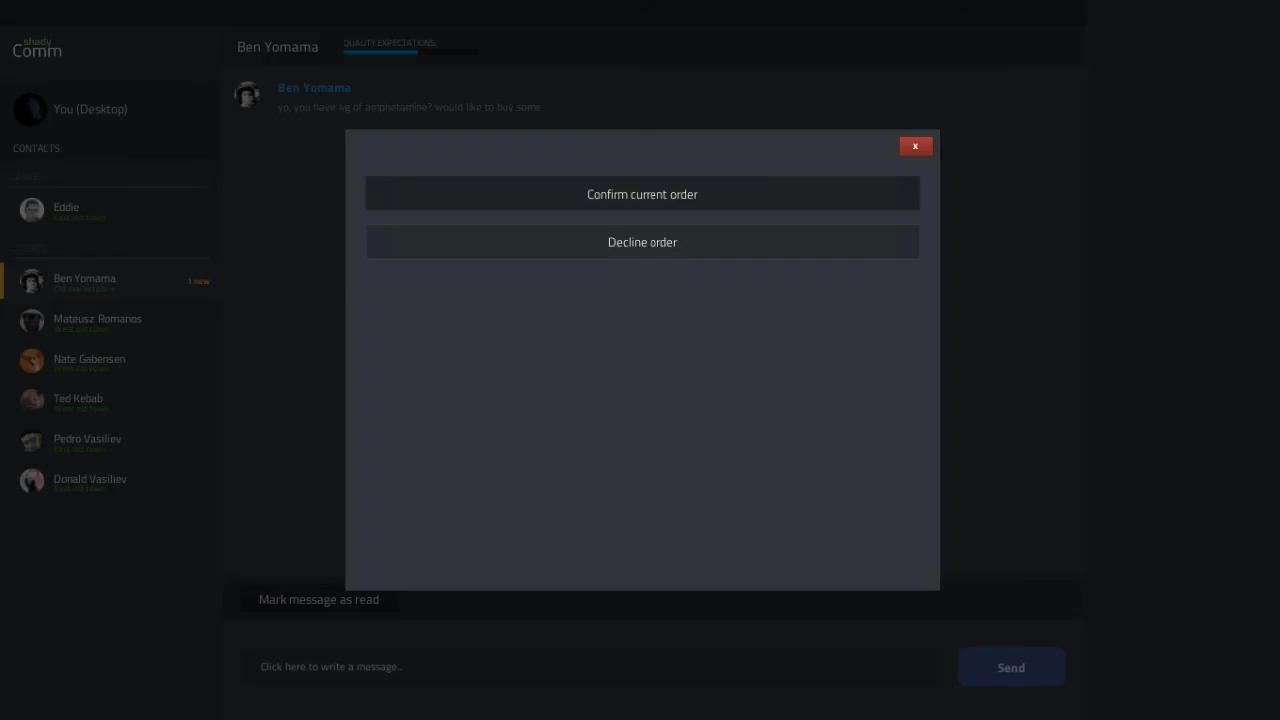 shady
Comm
You (Desktop)
CONTACTS:
Eddie
Ben Yomama
1 new
Mateusz Romanos
Nate Gabensen
Ted Kebab
Pedro Vasiliev
Donald Vasiliev
Ben Yomama
QUALITY EXPECTATIONS:
Ben Yomama
yo, you have 4g of amphetamine? would like to buy some
x
Confirm current order
Decline order
Mark message as read
Click here to write a message...
Send